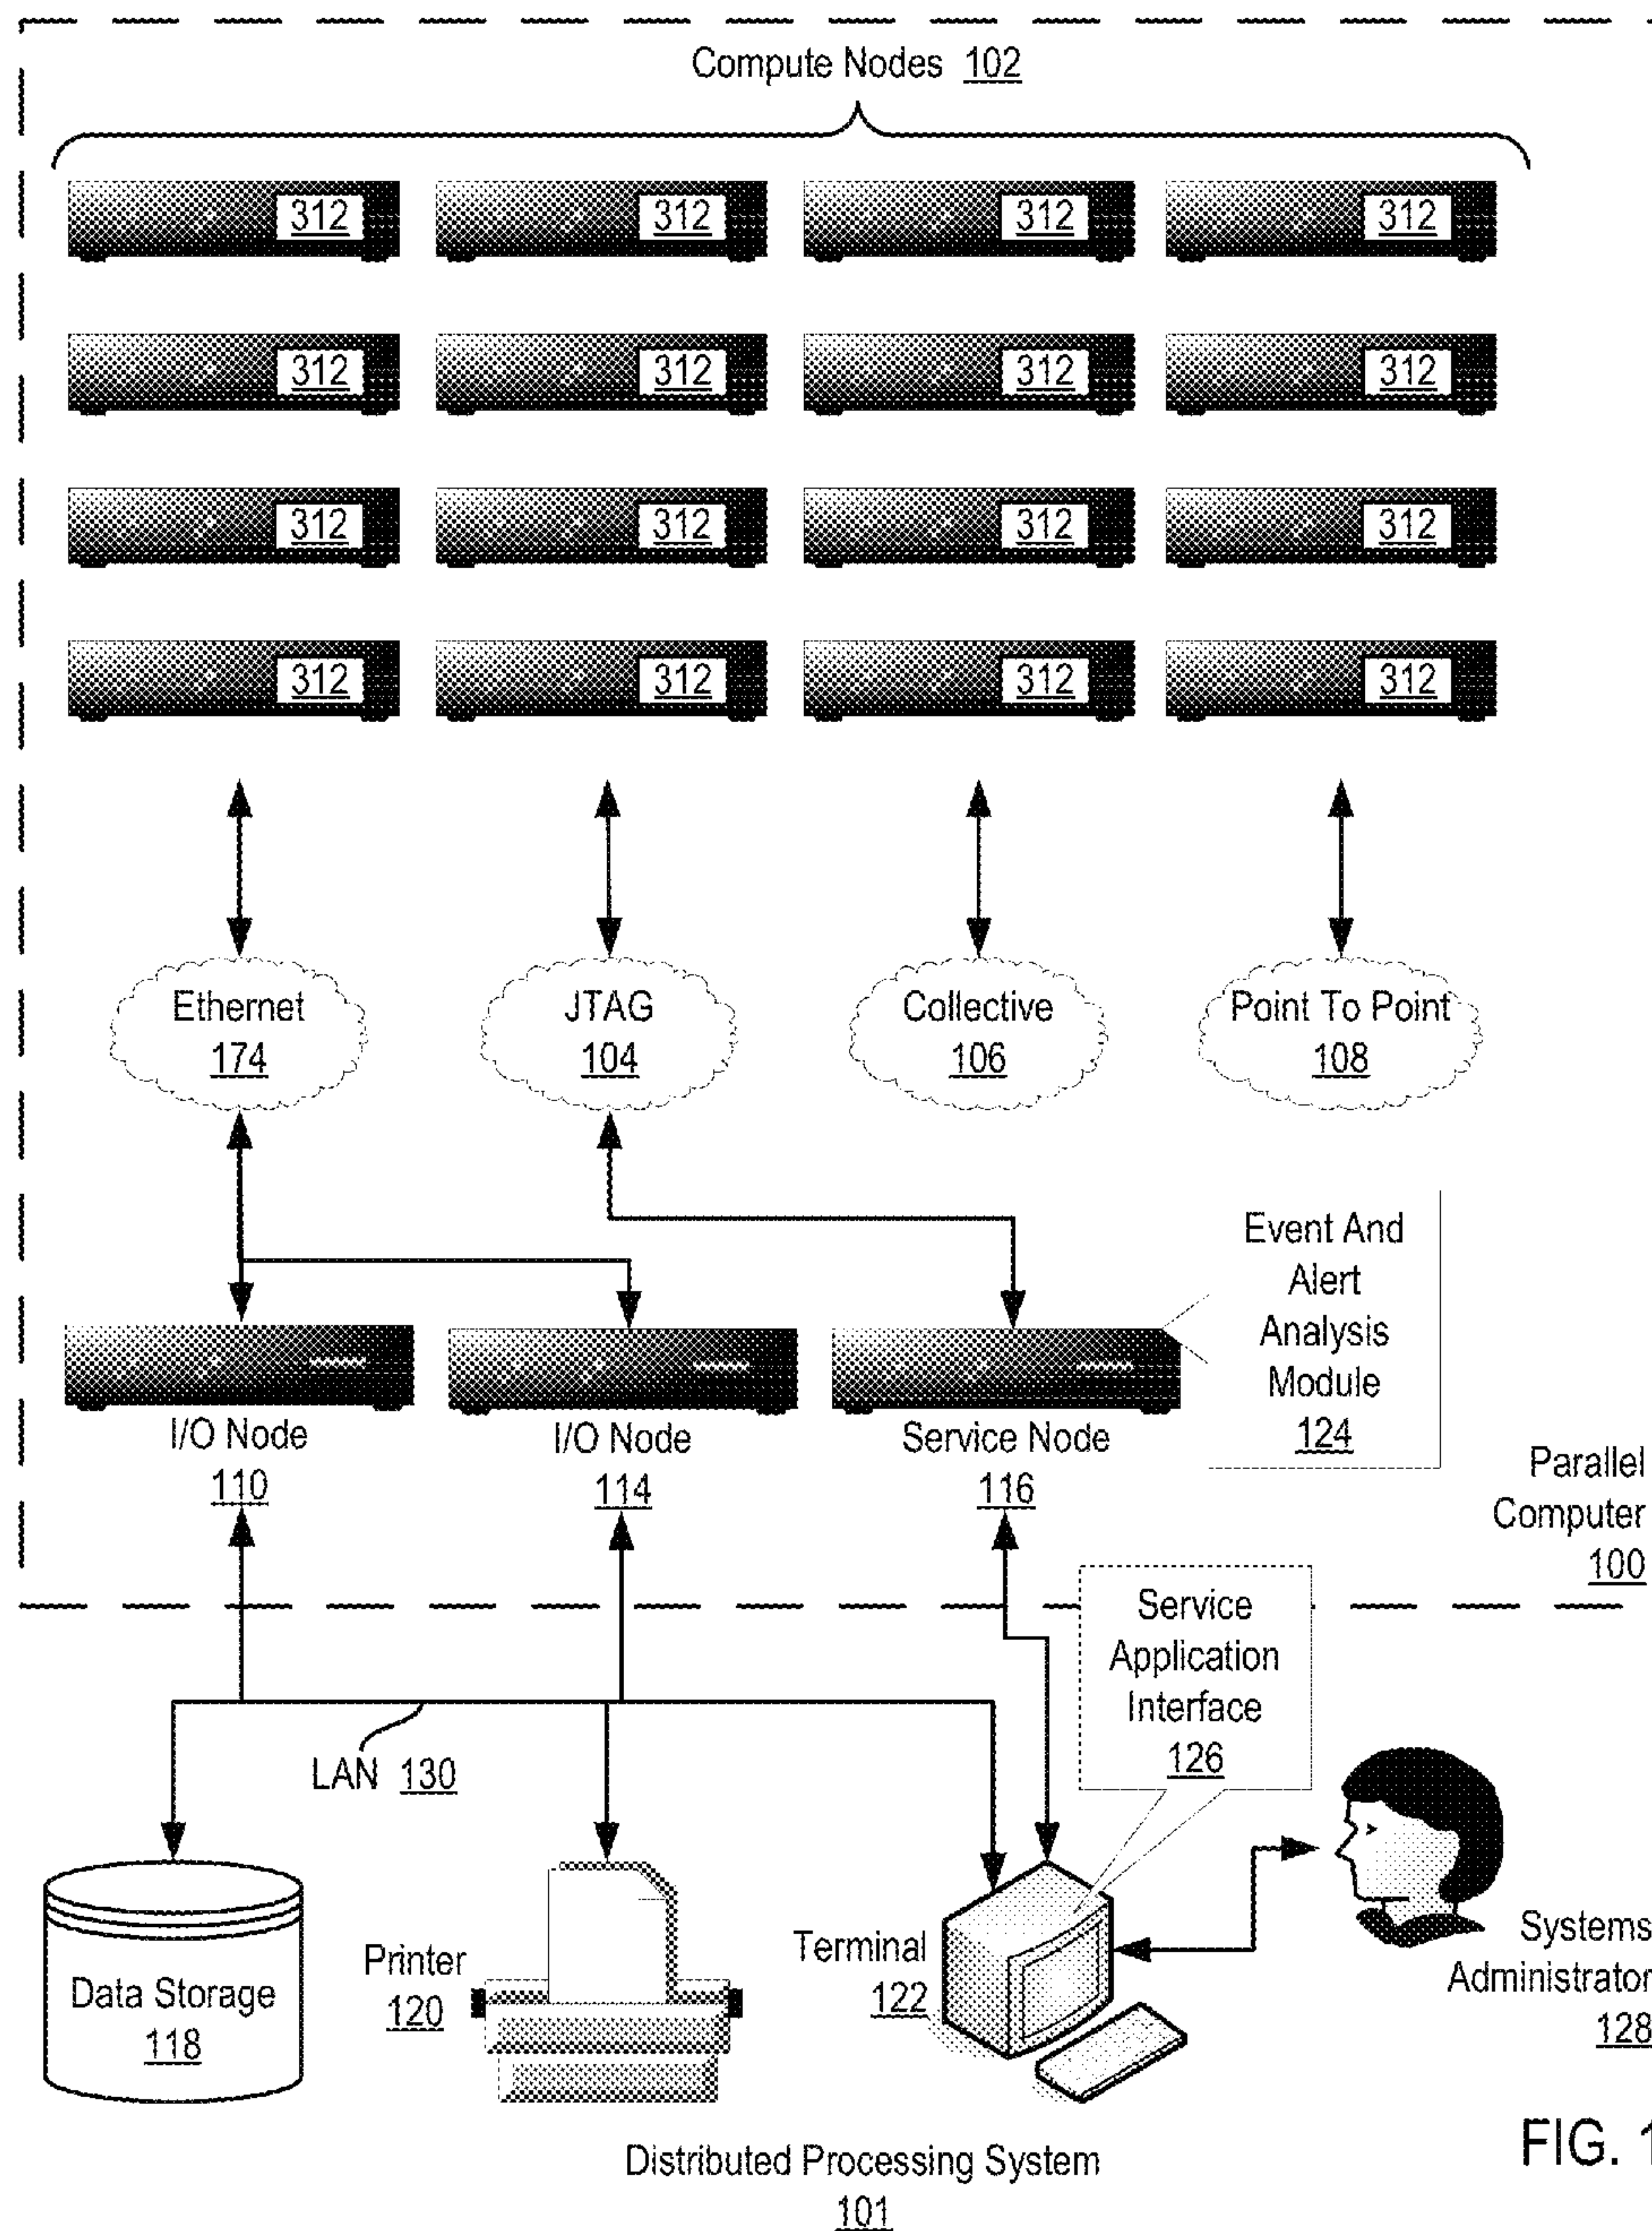 Compute Nodes 102
312 312 312 312
312 312 312 312
312 312 312 312
312 312 312 312
Ethernet
174
JTAG
104
Collective
106
Point To Point
108
Event And
Alert
Analysis
Module
124
I/O Node
110
I/O Node
114
Service Node
116
Parallel
Computer
100
Service
Application
Interface
126
LAN 130
Data Storage
118
Printer
120
Terminal
122
Systems
Administrator
128
Distributed Processing System
101
FIG. 1